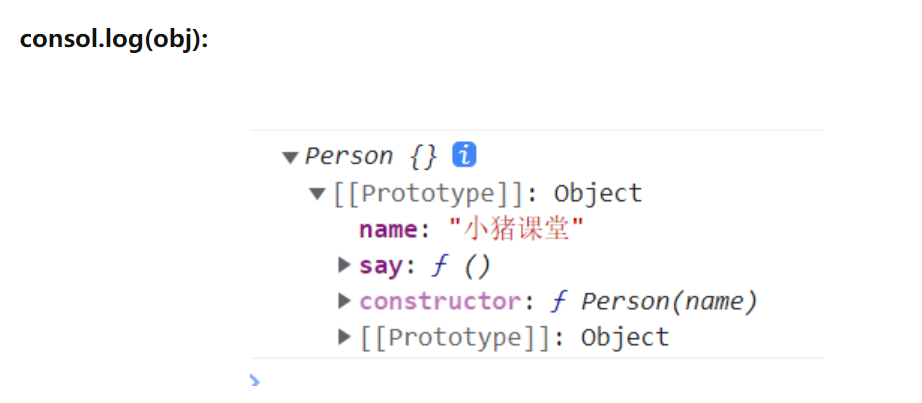 consol.log(obj):
Person {} i
[[Prototype]]: Object
name: "小猪课堂"
say: ƒ ()
constructor: ƒ Person(name)
[[Prototype]]: Object